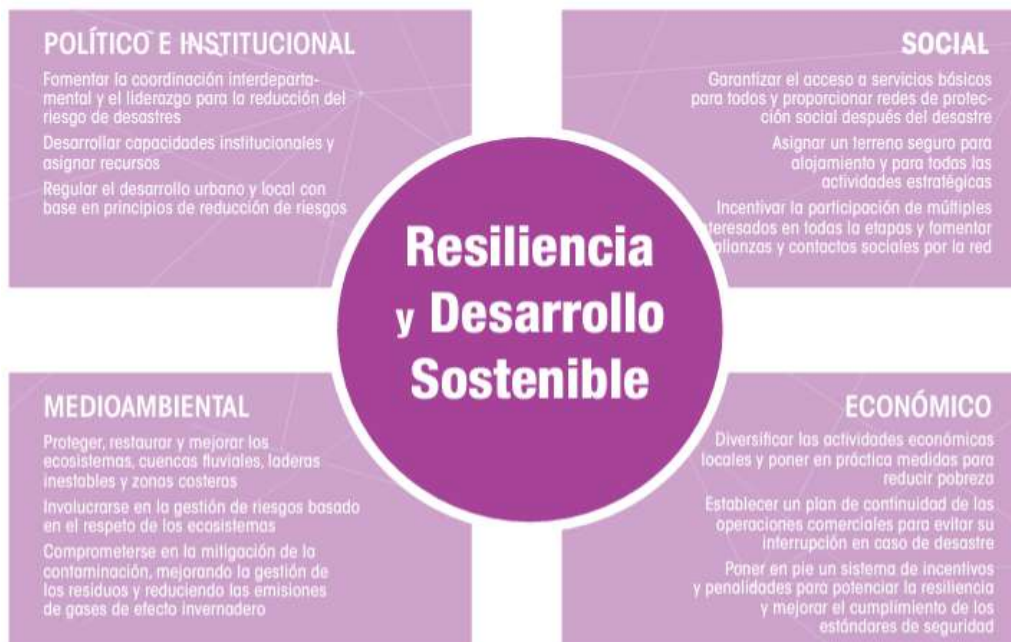 POLÍTICO E INSTITUCIONAL
Fomentar la coordinación interdeparta-
mental y el liderazgo para la reducción del
riesgo de desastres
Desarrollar capacidades institucionales y
asignar recursos
Regular el desarrollo urbano y local con
base en principios de reducción de riesgos
SOCIAL
Garantizar el acceso a servicios básicos
para todos y proporcionar redes de protec-
ción social después del desastre
Asignar un terreno seguro para
alojamiento y para todas las
actividades estratégicas
Incentivar la participación de múltiples
teresados en todas la etapas y fomentar
alianzas y contactos sociales por la red
Resiliencia
y Desarrollo
Sostenible
MEDIOAMBIENTAL
Proteger, restaurar y mejorar los
ecosistemas, cuencas fluviales, laderas
inestables y zonas costeras
Involucrarse en la gestión de riesgos basado
en el respeto de los ecosistemas
Comprometerse en la mitigación de la
contaminación, mejorando la gestión de
los residuos y reduciendo las emisiones
de gases de efecto invernadero
ECONÓMICO
Diversificar las actividades económicas
locales y poner en práctica medidas para
reducir pobreza
Establecer un plan de continuidad de las
operaciones comerciales para evitar su
interrupción en caso de desastre
Poner en pie un sistema de incentivos
y penalidades para potenciar la resiliencia
y mejorar el cumplimiento de los
estándares de seguridad